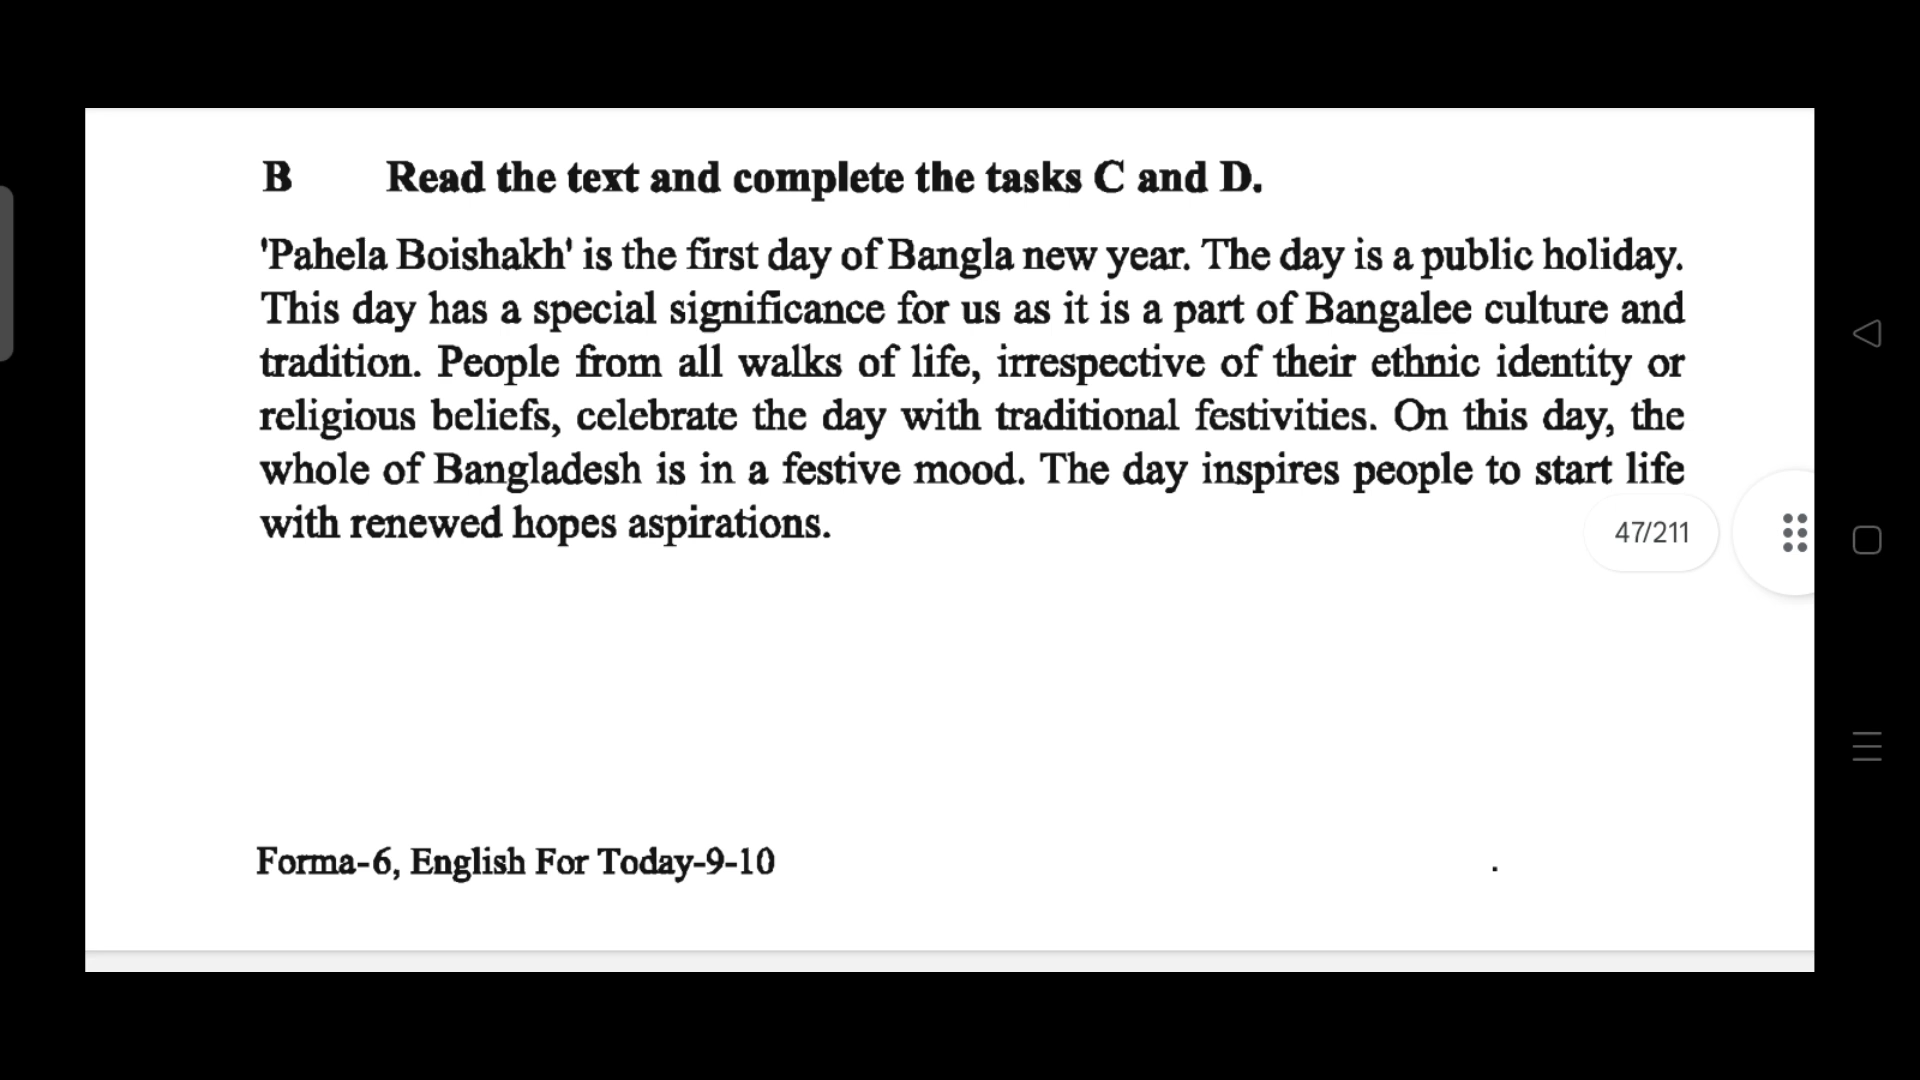 B Read the text and complete the tasks C and D.
'Pahela Boishakh' is the first day of Bangla new year. The day is a public holiday.
This day has a special significance for us as it is a part of Bangalee culture and
tradition. People from all walks of life, irrespective of their ethnic identity or
religious beliefs, celebrate the day with traditional festivities. On this day, the
whole of Bangladesh is in a festive mood. The day inspires people to start life
with renewed hopes aspirations.
47/211
Forma-6, English For Today-9-10